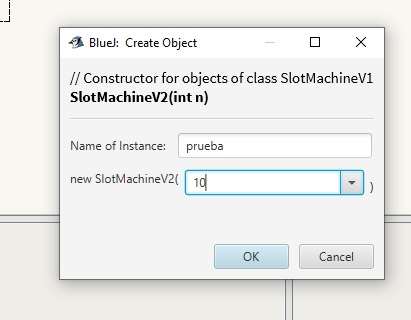 BlueJ: Create Object
// Constructor for objects of class SlotMachineV1
SlotMachineV2(int n)
Name of Instance: prueba
new SlotMachineV2( 10 )
OK Cancel